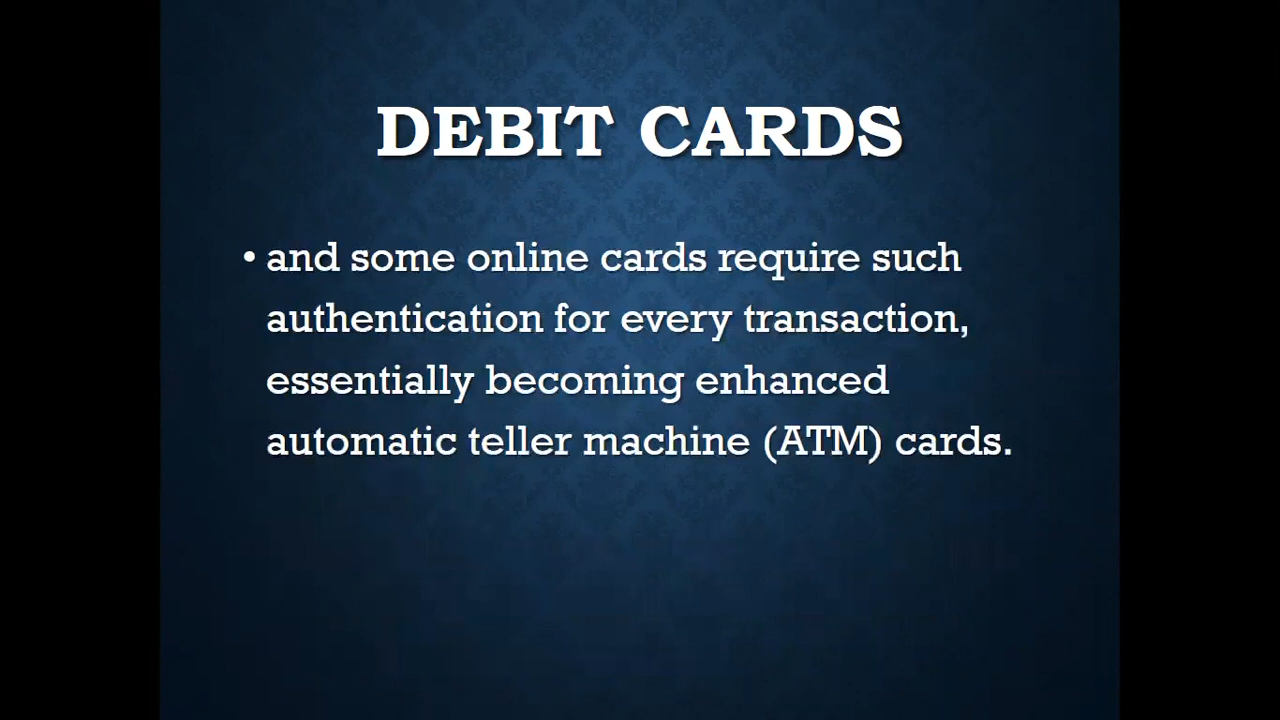 DEBIT CARDS
• and some online cards require such
authentication for every transaction,
essentially becoming enhanced
automatic teller machine (ATM) cards.